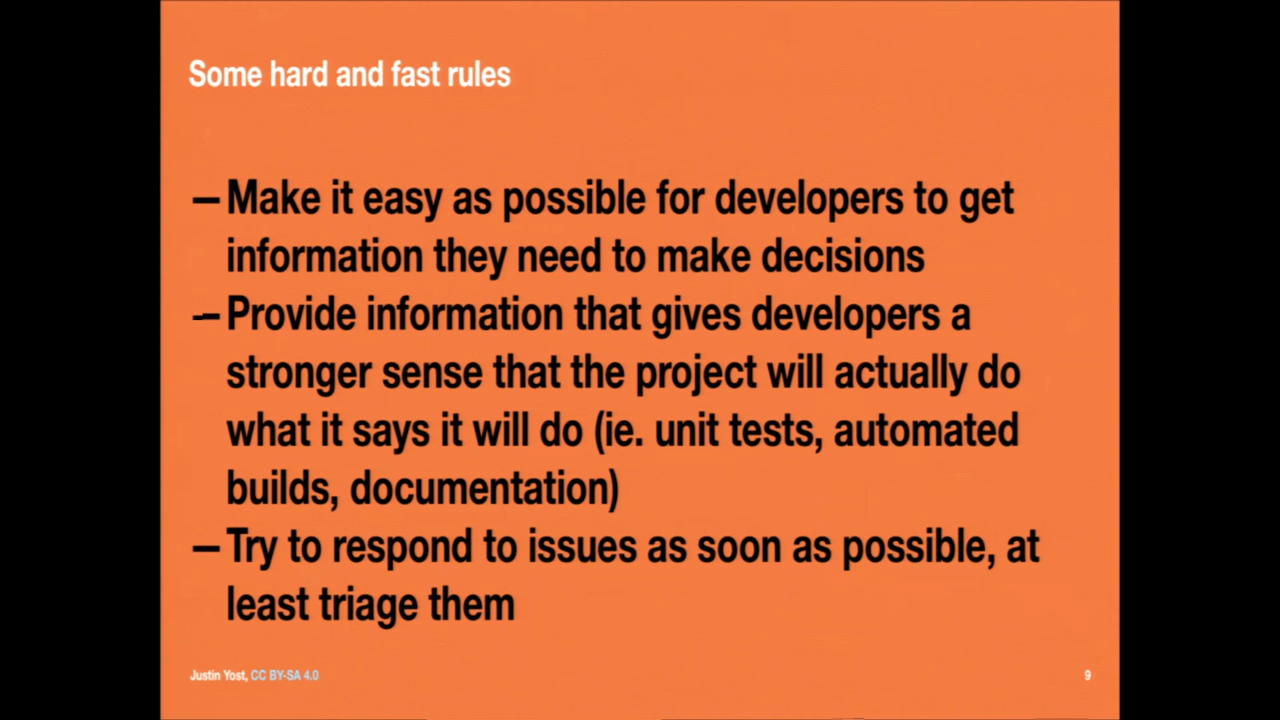 Some hard and fast rules
— Make it easy as possible for developers to get
information they need to make decisions
— Provide information that gives developers a
stronger sense that the project will actually do
what it says it will do (ie. unit tests, automated
builds, documentation)
— Try to respond to issues as soon as possible, at
least triage them
Justin Yost, CC BY-SA 4.0
9